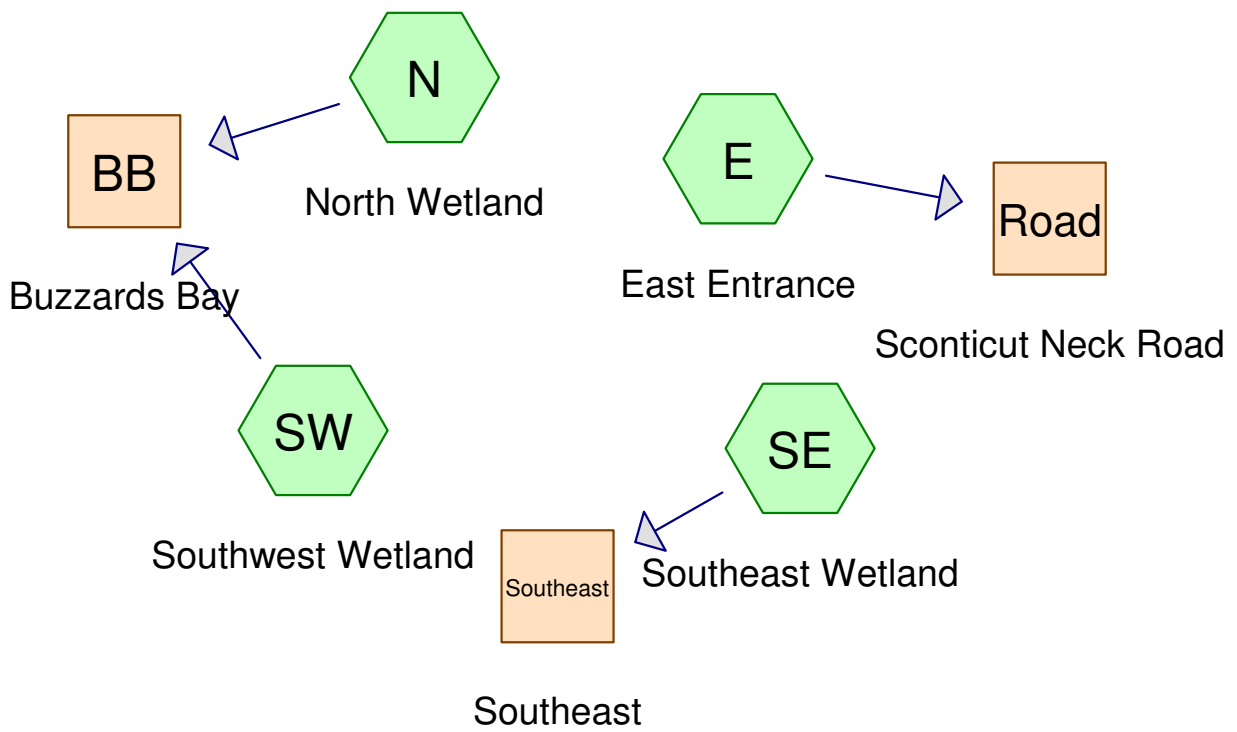 N
BB
E
North Wetland
Road
East Entrance
Buzzards Bay
Sconticut Neck Road
SW
SE
Southwest Wetland
Southeast Wetland
Southeast
Southeast